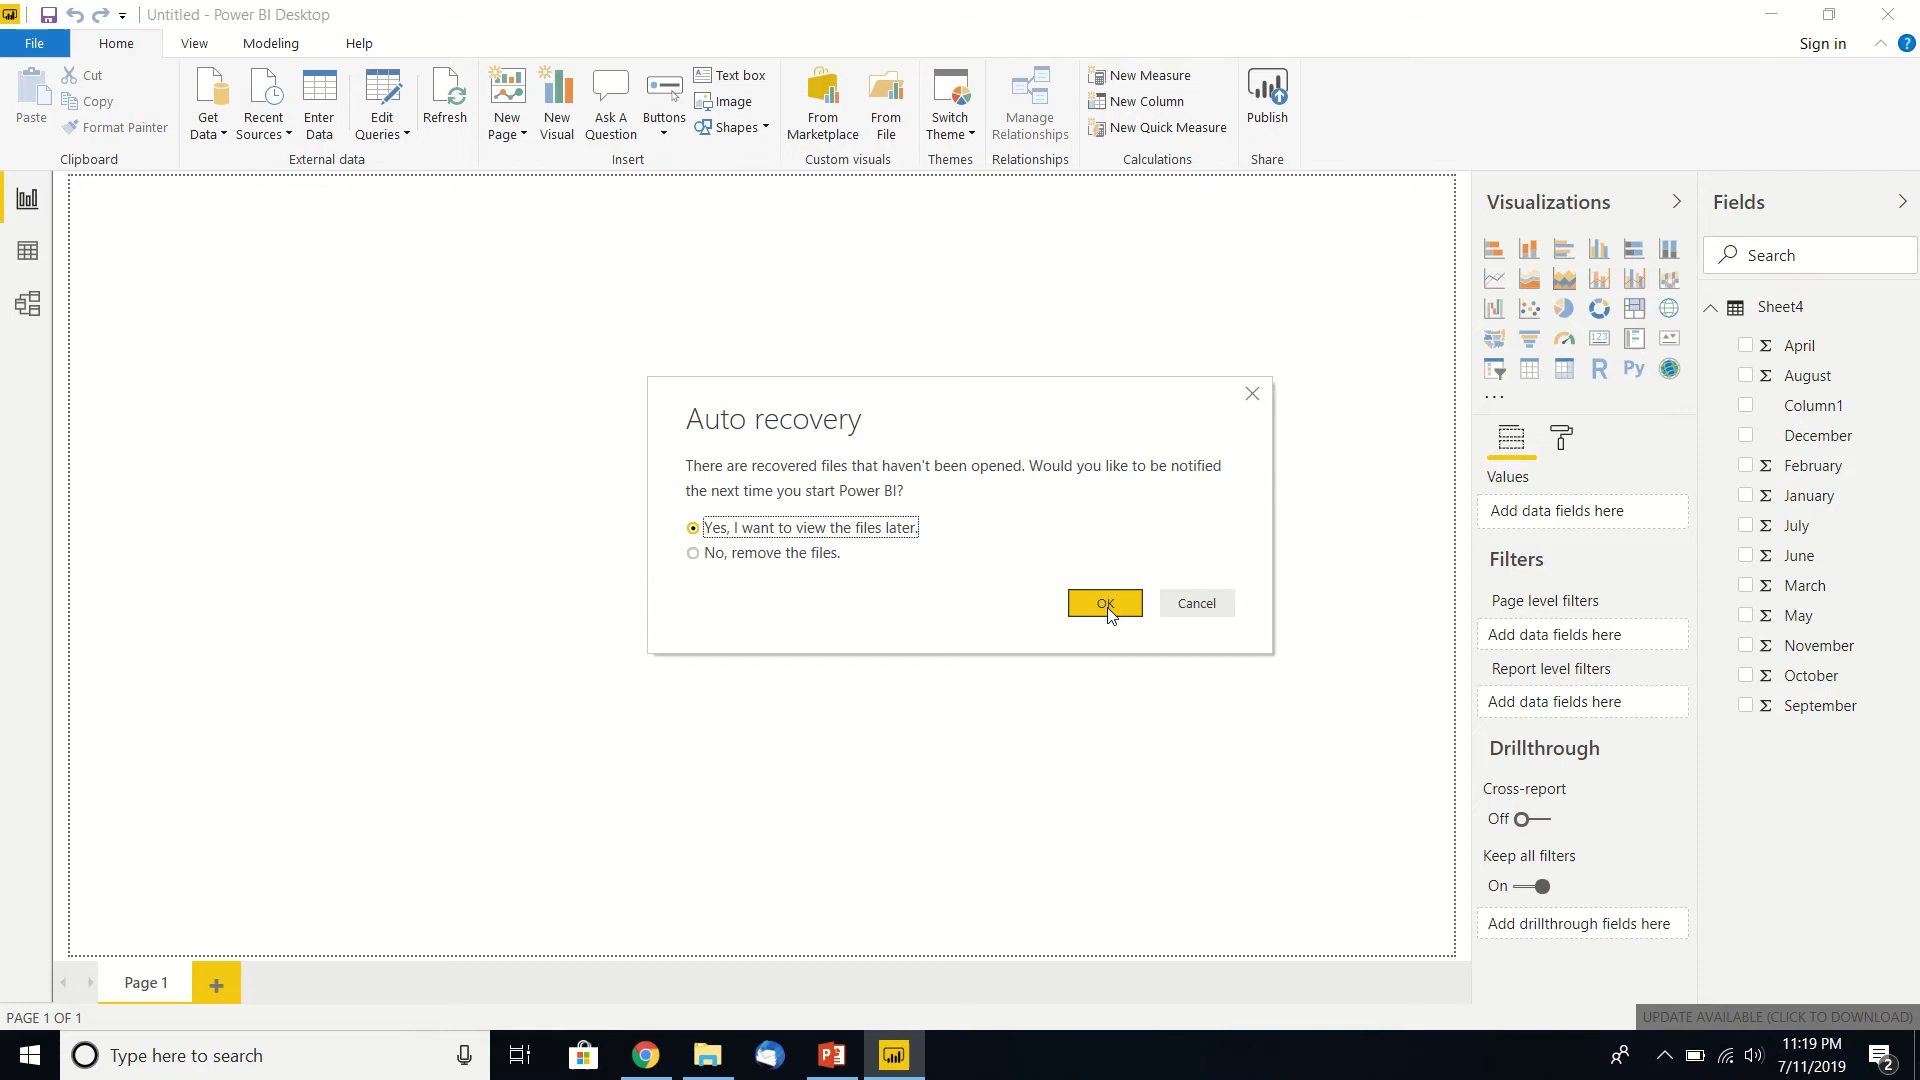 Untitled - Power BI Desktop
File
Home
View
Modeling
Help
Sign in
?
Paste
Cut
Copy
Format Painter
Clipboard
Get
Data
Recent
Sources
Enter
Data
Edit
Queries
Refresh
External data
New
Page
New
Visual
Ask A
Question
Buttons
Text box
Image
Shapes
Insert
From
Marketplace
From
File
Custom visuals
Switch
Theme
Themes
Manage
Relationships
Relationships
New Measure
New Column
New Quick Measure
Calculations
Publish
Share
Auto recovery
There are recovered files that haven't been opened. Would you like to be notified
the next time you start Power BI?
Yes, I want to view the files later.
No, remove the files.
OK
Cancel
Visualizations
123
R
Py
...
Values
Add data fields here
Filters
Page level filters
Add data fields here
Report level filters
Add data fields here
Drillthrough
Cross-report
Off
Keep all filters
On
Add drillthrough fields here
Fields
Search
Sheet4
Σ April
Σ August
Column1
December
Σ February
Σ January
Σ July
Σ June
Σ March
Σ May
Σ November
Σ October
Σ September
Page 1
+
PAGE 1 OF 1
UPDATE AVAILABLE (CLICK TO DOWNLOAD)
Type here to search
11:19 PM
7/11/2019
2